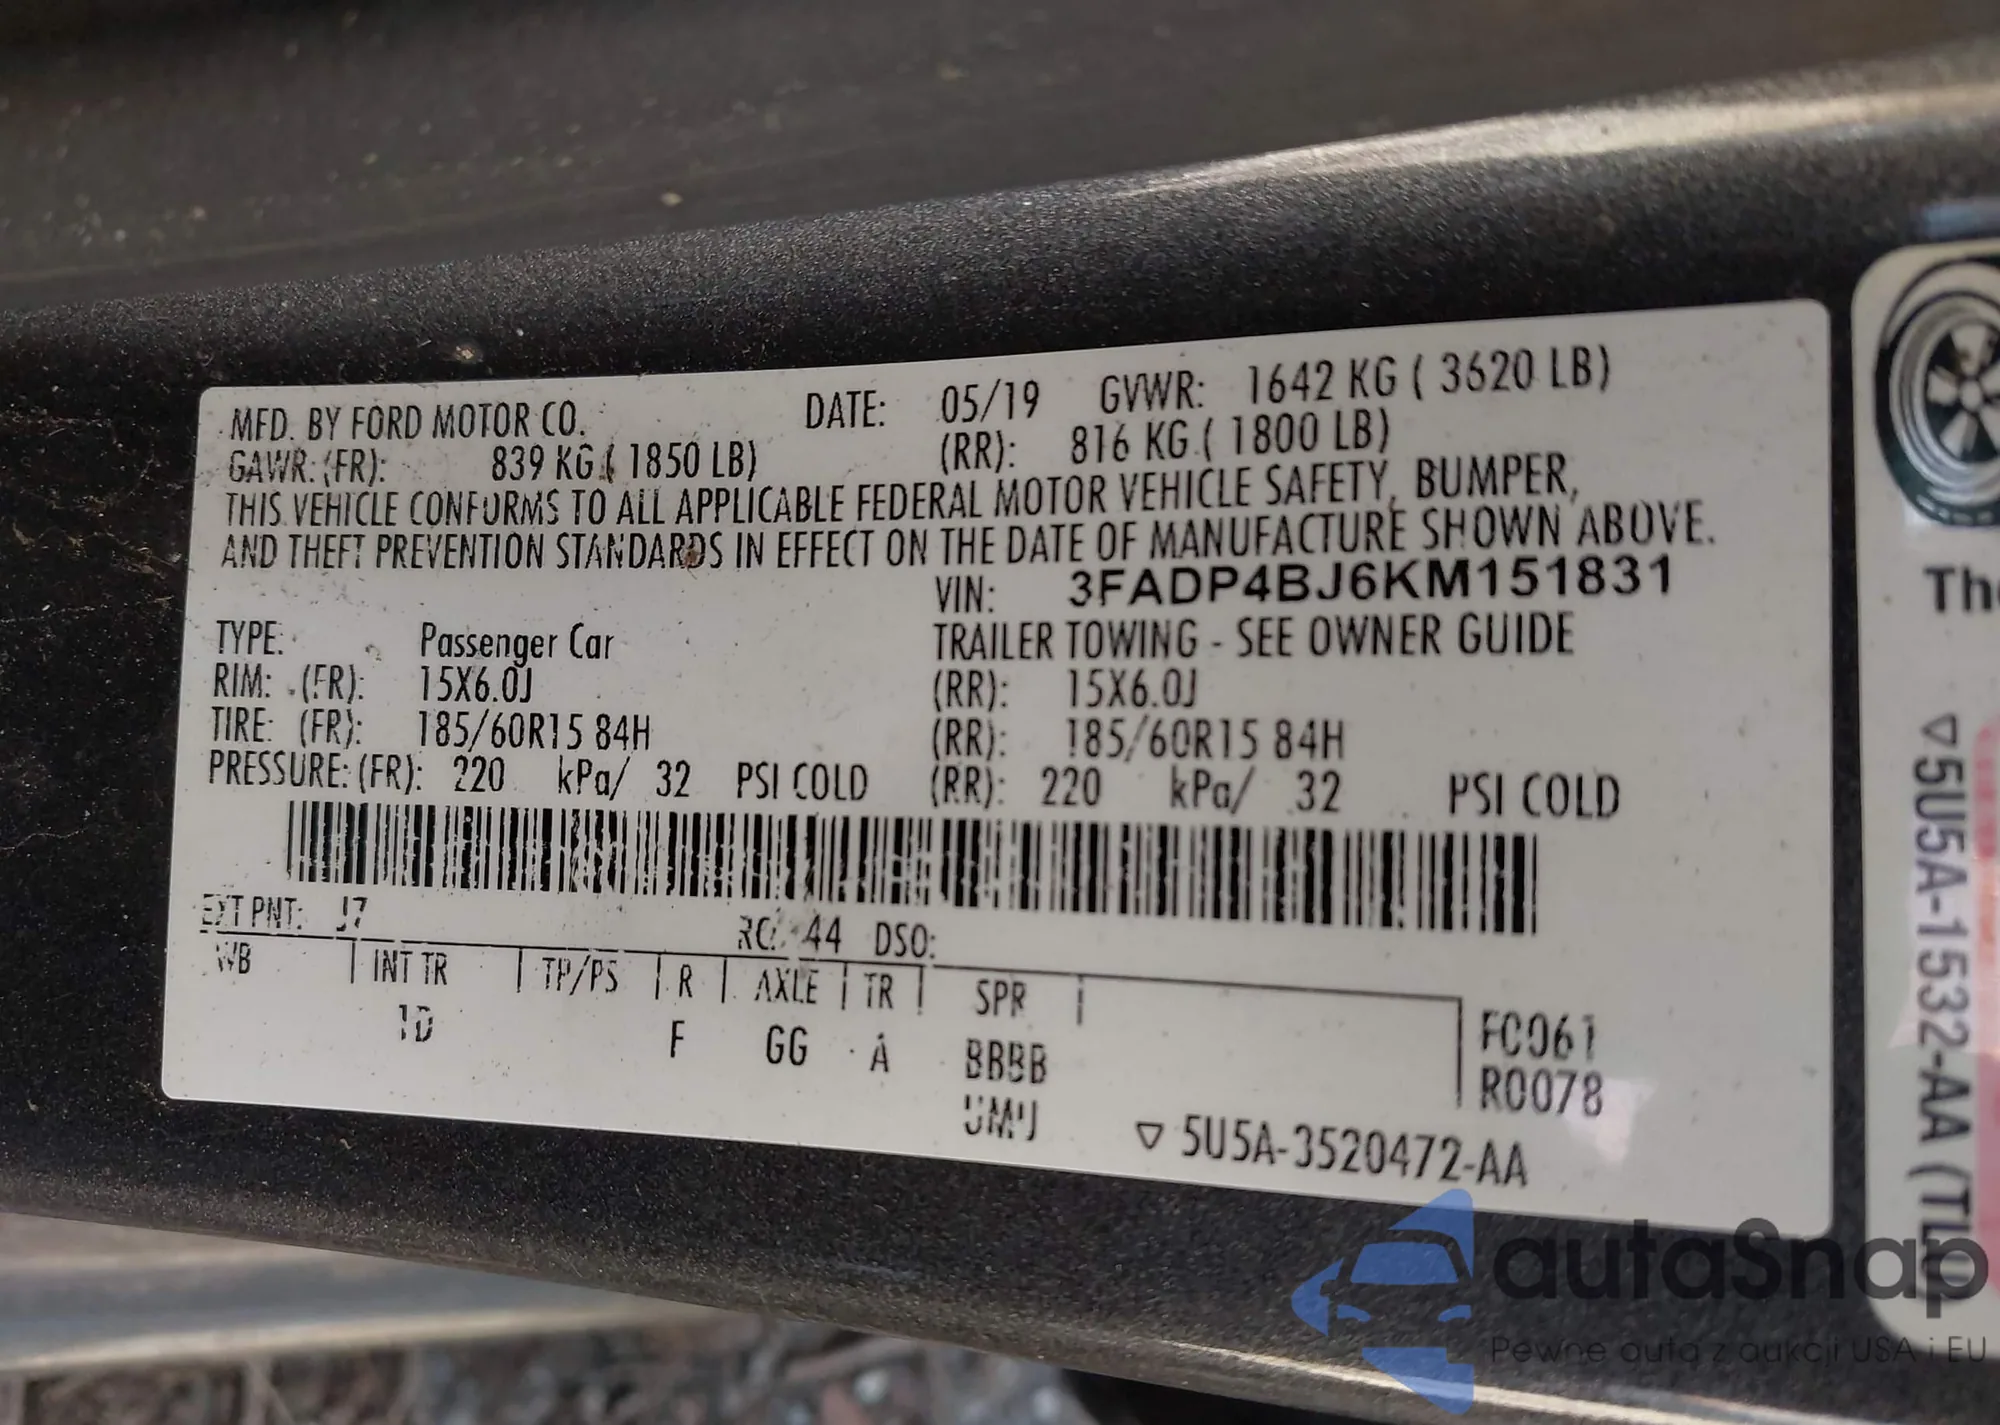 MFD. BY FORD MOTOR CO. DATE: 05/19 GVWR: 1642 KG ( 3620 LB)
GAWR: (FR): 839 KG ( 1850 LB) (RR): 816 KG ( 1800 LB)
THIS VEHICLE CONFORMS TO ALL APPLICABLE FEDERAL MOTOR VEHICLE SAFETY, BUMPER,
AND THEFT PREVENTION STANDARDS IN EFFECT ON THE DATE OF MANUFACTURE SHOWN ABOVE.
VIN: 3FADP4BJ6KM151831
TYPE: Passenger Car TRAILER TOWING - SEE OWNER GUIDE
RIM: (FR): 15X6.0J (RR): 15X6.0J
TIRE: (FR): 185/60R15 84H (RR): 185/60R15 84H
PRESSURE: (FR): 220 kPa/ 32 PSI COLD (RR): 220 kPa/ 32 PSI COLD
EXT PNT: J7 RC: 44 DSO:
WB INT TR TP/PS R AXLE TR SPR
1D F GG A BBBB
FC061
R0078
▽ 5U5A-3520472-AA
▽5U5A-1532-AA
autaSnap
Pewne auta z aukcji USA i EU